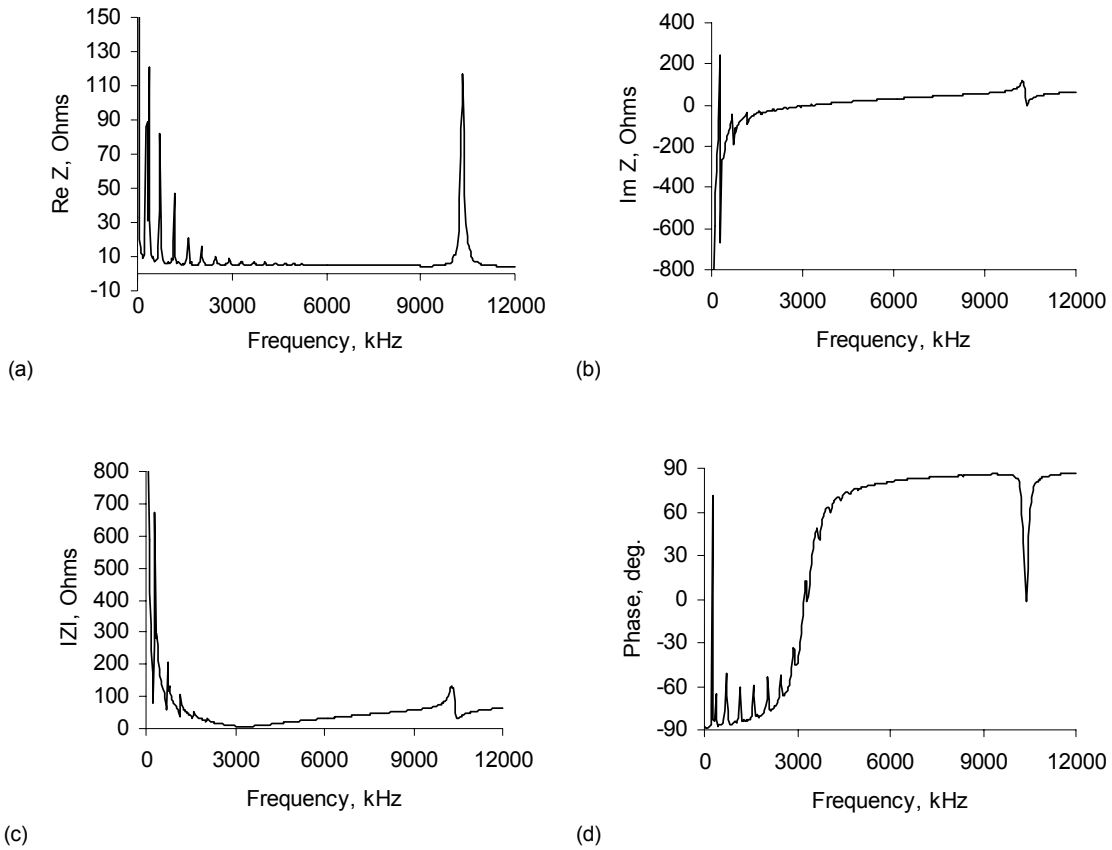 150
130
110
90
70
50
30
10
-10
Re Z, Ohms
0 3000 6000 9000 12000
Frequency, kHz
(a)
400
200
0
-200
-400
-600
-800
Im Z, Ohms
0 3000 6000 9000 12000
Frequency, kHz
(b)
800
700
600
500
400
300
200
100
0
IZI, Ohms
0 3000 6000 9000 12000
Frequency, kHz
(c)
90
60
30
0
-30
-60
-90
Phase, deg.
0 3000 6000 9000 12000
Frequency, kHz
(d)